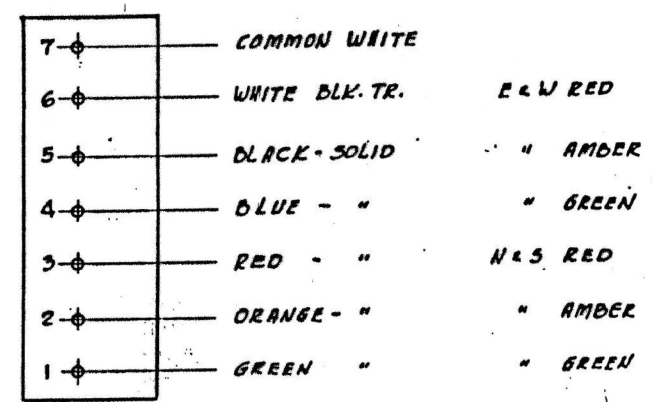 7 COMMON WHITE
6 WHITE BLK. TR. E & W RED
5 BLACK - SOLID " AMBER
4 BLUE - " " GREEN
3 RED - " N & S RED
2 ORANGE - " " AMBER
1 GREEN " " GREEN